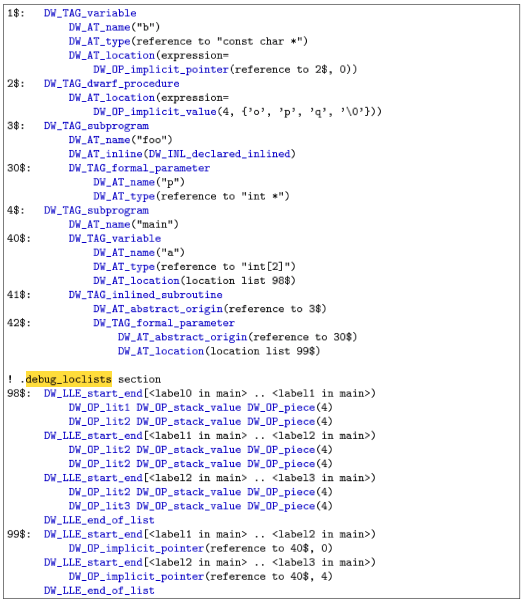 1$: DW_TAG_variable
DW_AT_name("b")
DW_AT_type(reference to "const char *")
DW_AT_location(expression=
DW_OP_implicit_pointer(reference to 2$, 0))
2$: DW_TAG_dwarf_procedure
DW_AT_location(expression=
DW_OP_implicit_value(4, {'o', 'p', 'q', '\0'}))
3$: DW_TAG_subprogram
DW_AT_name("foo")
DW_AT_inline(DW_INL_declared_inlined)
30$: DW_TAG_formal_parameter
DW_AT_name("p")
DW_AT_type(reference to "int *")
4$: DW_TAG_subprogram
DW_AT_name("main")
40$: DW_TAG_variable
DW_AT_name("a")
DW_AT_type(reference to "int[2]")
DW_AT_location(location list 98$)
41$: DW_TAG_inlined_subroutine
DW_AT_abstract_origin(reference to 3$)
42$: DW_TAG_formal_parameter
DW_AT_abstract_origin(reference to 30$)
DW_AT_location(location list 99$)
! .debug_loclists section
98$: DW_LLE_start_end[<label0 in main> .. <label1 in main>)
DW_OP_lit1 DW_OP_stack_value DW_OP_piece(4)
DW_OP_lit2 DW_OP_stack_value DW_OP_piece(4)
DW_LLE_start_end[<label1 in main> .. <label2 in main>)
DW_OP_lit2 DW_OP_stack_value DW_OP_piece(4)
DW_OP_lit2 DW_OP_stack_value DW_OP_piece(4)
DW_LLE_start_end[<label2 in main> .. <label3 in main>)
DW_OP_lit2 DW_OP_stack_value DW_OP_piece(4)
DW_OP_lit3 DW_OP_stack_value DW_OP_piece(4)
DW_LLE_end_of_list
99$: DW_LLE_start_end[<label1 in main> .. <label2 in main>)
DW_OP_implicit_pointer(reference to 40$, 0)
DW_LLE_start_end[<label2 in main> .. <label3 in main>)
DW_OP_implicit_pointer(reference to 40$, 4)
DW_LLE_end_of_list